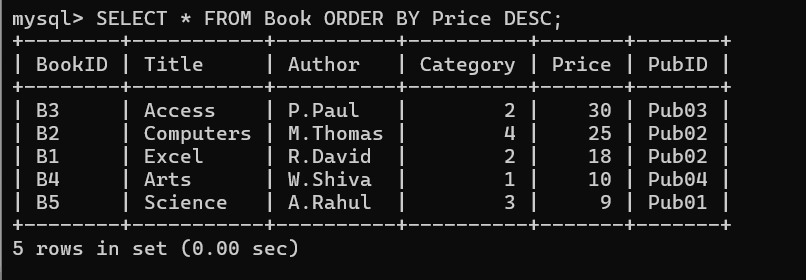 mysql> SELECT * FROM Book ORDER BY Price DESC;
+--------+-----------+----------+----------+-------+-------+
| BookID | Title     | Author   | Category | Price | PubID |
+--------+-----------+----------+----------+-------+-------+
| B3     | Access    | P.Paul   |        2 |    30 | Pub03 |
| B2     | Computers | M.Thomas |        4 |    25 | Pub02 |
| B1     | Excel     | R.David  |        2 |    18 | Pub02 |
| B4     | Arts      | W.Shiva  |        1 |    10 | Pub04 |
| B5     | Science   | A.Rahul  |        3 |     9 | Pub01 |
+--------+-----------+----------+----------+-------+-------+
5 rows in set (0.00 sec)